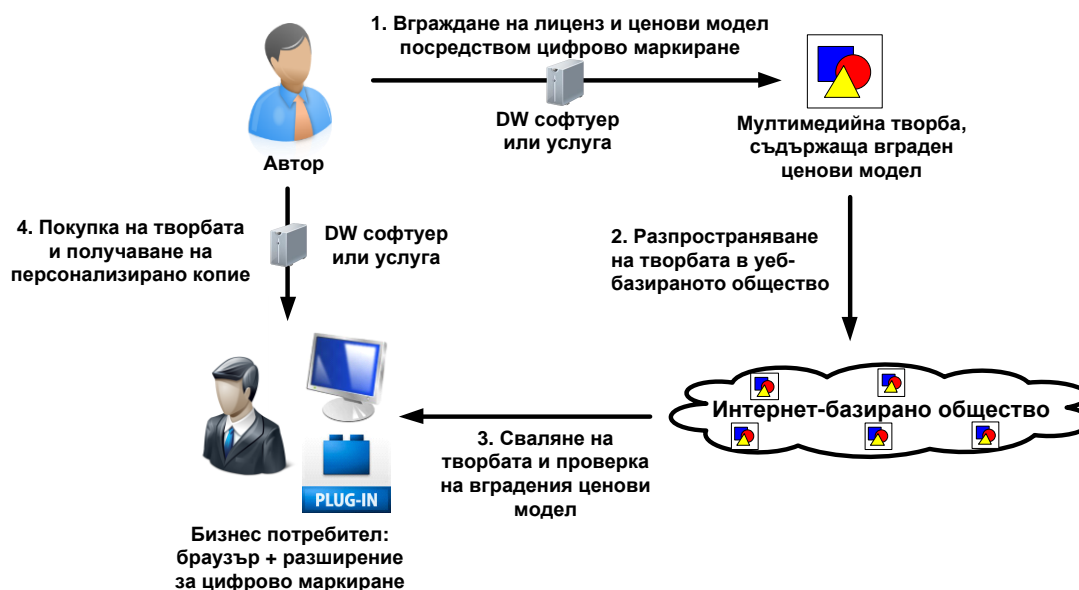 1. Вграждане на лиценз и ценови модел
посредством цифрово маркиране
DW софтуер
или услуга
Автор
Мултимедийна творба,
съдържаща вграден
ценови модел
4. Покупка на творбата
и получаване на
персонализирано копие
DW софтуер
или услуга
2. Разпространяване
на творбата в уеб-
базираното общество
Интернет-базирано общество
3. Сваляне на
творбата и проверка
на вградения ценови
модел
PLUG-IN
Бизнес потребител:
браузър + разширение
за цифрово маркиране